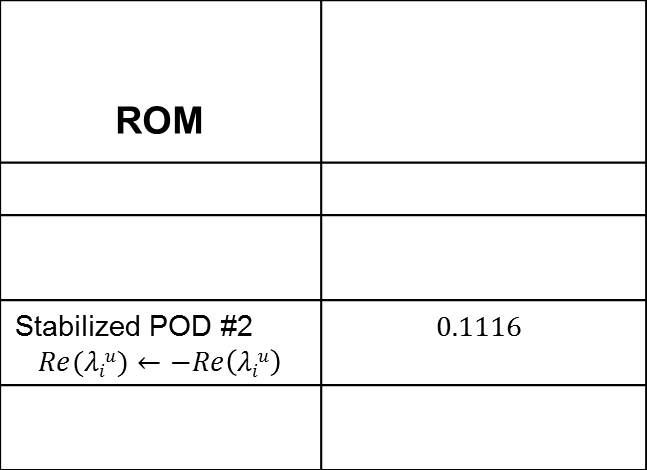 ROM
Stabilized POD #2 0.1116
𝑅𝑒(𝜆ᵢᵘ) ← −𝑅𝑒(𝜆ᵢᵘ)